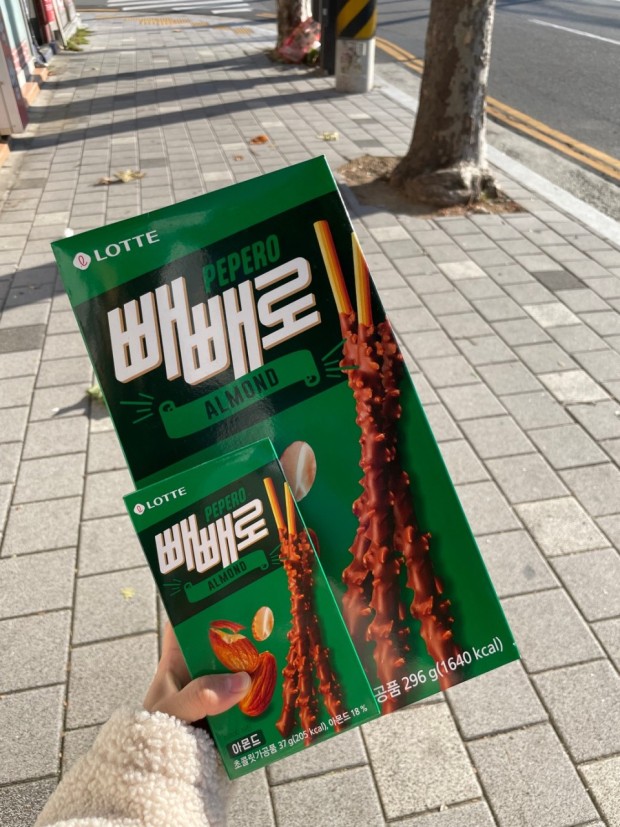 LOTTE
PEPERO
빼빼로
ALMOND
공품 296 g(1640 kcal)
LOTTE
PEPERO
빼빼로
ALMOND
아몬드
초콜릿가공품 37 g(205 kcal), 아몬드 18 %